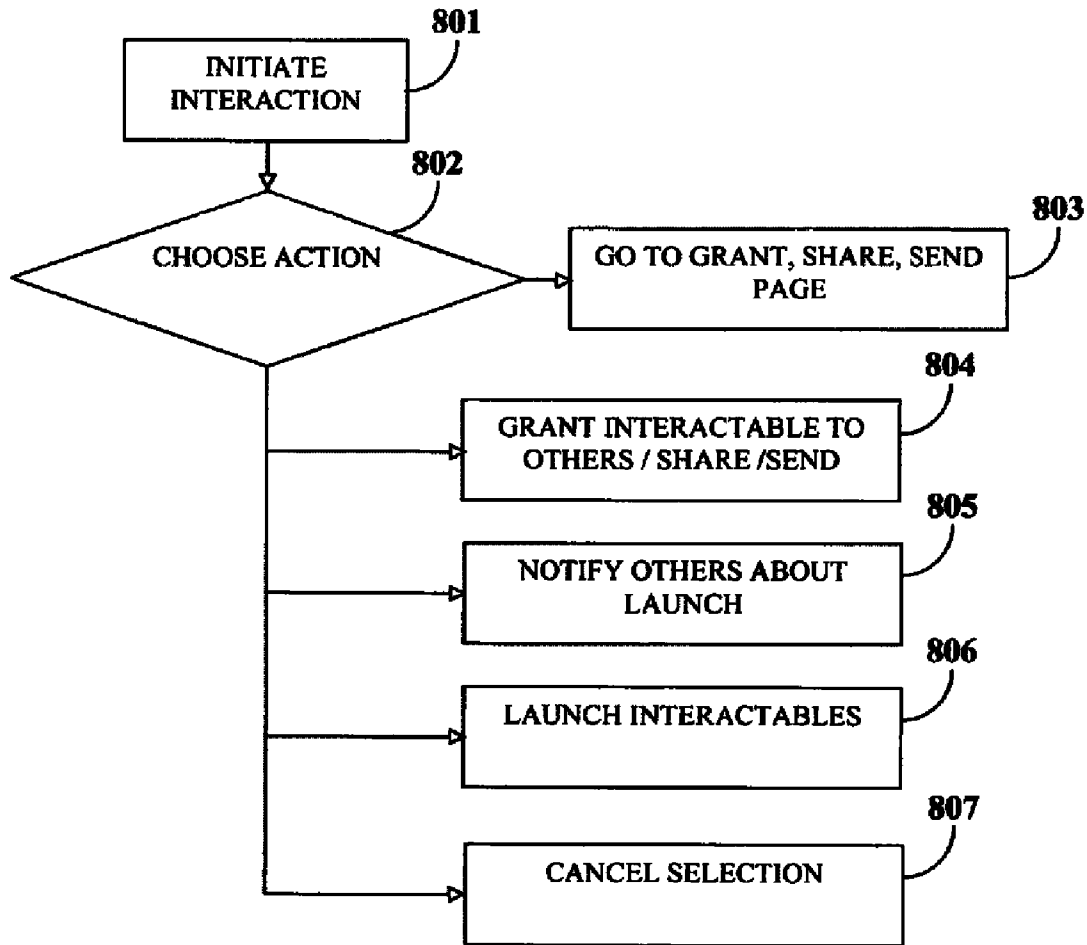 801
INITIATE
INTERACTION
802
CHOOSE ACTION
803
GO TO GRANT, SHARE, SEND
PAGE
804
GRANT INTERACTABLE TO
OTHERS / SHARE /SEND
805
NOTIFY OTHERS ABOUT
LAUNCH
806
LAUNCH INTERACTABLES
807
CANCEL SELECTION